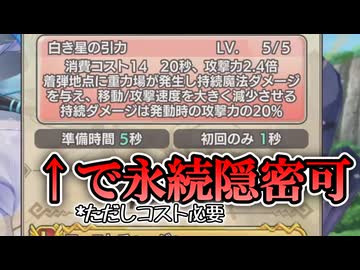 白き星の引力 LV. 5/5
消費コスト14 20秒、攻撃力2.4倍
着弾地点に重力場が発生し持続魔法ダメージ
を与え、移動/攻撃速度を大きく減少させる
持続ダメージは発動時の攻撃力の20%
準備時間 5秒 初回のみ 1秒
↑で永続隠密可
*ただしコスト必要